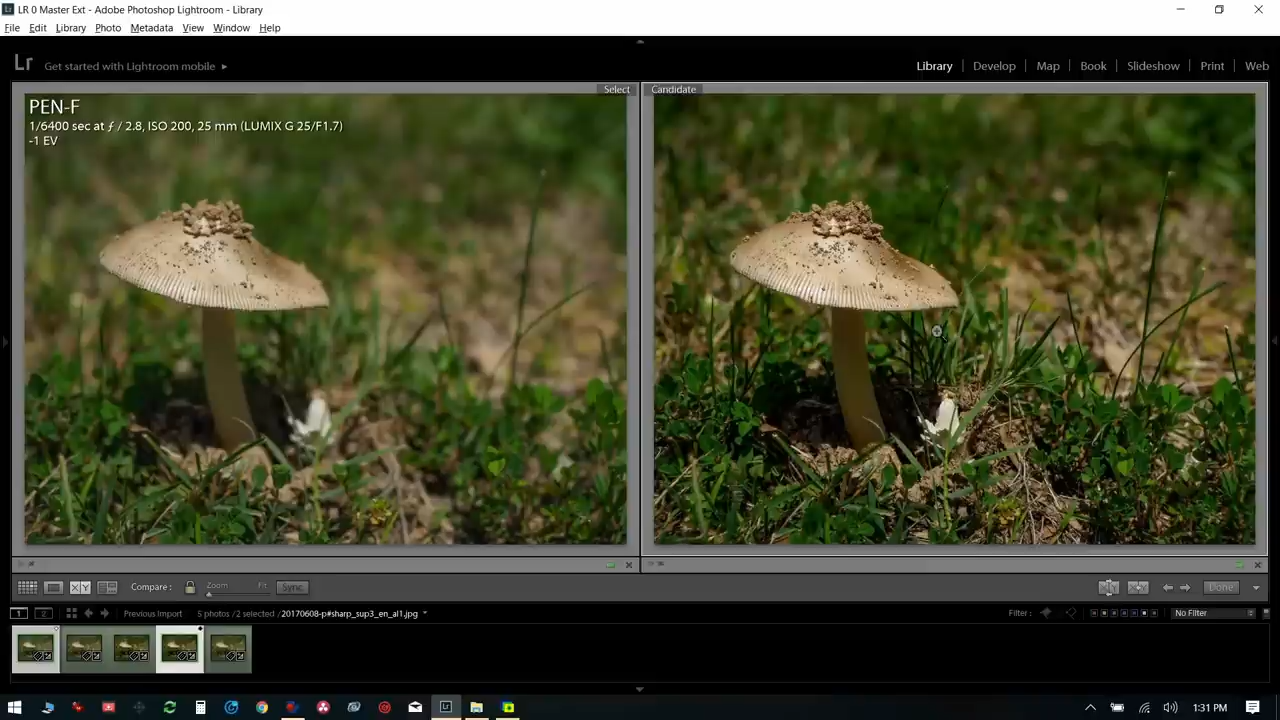 LR 0 Master Ext - Adobe Photoshop Lightroom - Library
File Edit Library Photo Metadata View Window Help
Lr Get started with Lightroom mobile
Library Develop Map Book Slideshow Print Web
Select
Candidate
PEN-F
1/6400 sec at ƒ / 2.8, ISO 200, 25 mm (LUMIX G 25/F1.7)
-1 EV
XY Compare : Zoom Fit Sync Done
1 2 Previous Import 5 photos /2 selected /20170608-p#sharp_sup3_en_al1.jpg Filter : No Filter
Lr 1:31 PM